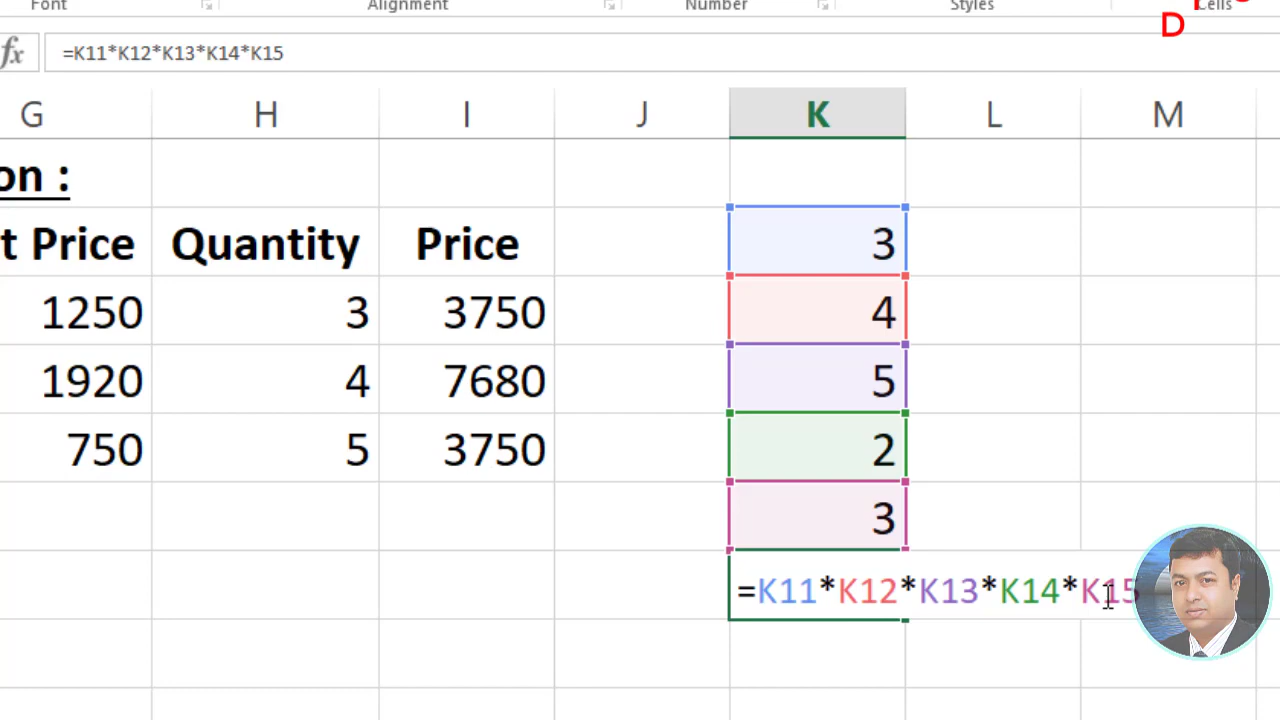 Font Alignment Number Styles Cells
D
fx =K11*K12*K13*K14*K15
G H I J K L M
on :
t Price Quantity Price 3
1250 3 3750 4
1920 4 7680 5
750 5 3750 2
3
=K11*K12*K13*K14*K15